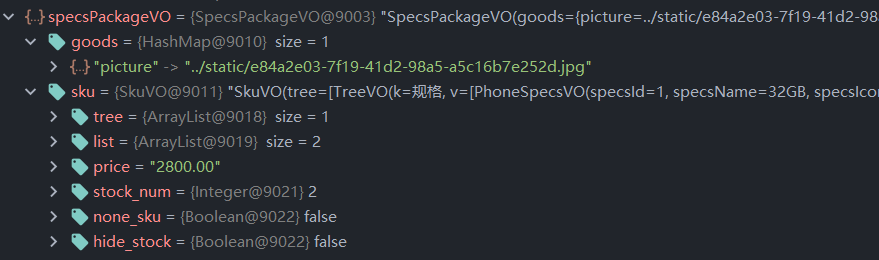 specsPackageVO = {SpecsPackageVO@9003} "SpecsPackageVO(goods={picture=../static/e84a2e03-7f19-41d2-98
goods = {HashMap@9010} size = 1
{..} "picture" -> "../static/e84a2e03-7f19-41d2-98a5-a5c16b7e252d.jpg"
sku = {SkuVO@9011} "SkuVO(tree=[TreeVO(k=规格, v=[PhoneSpecsVO(specsId=1, specsName=32GB, specsIcon
tree = {ArrayList@9018} size = 1
list = {ArrayList@9019} size = 2
price = "2800.00"
stock_num = {Integer@9021} 2
none_sku = {Boolean@9022} false
hide_stock = {Boolean@9022} false